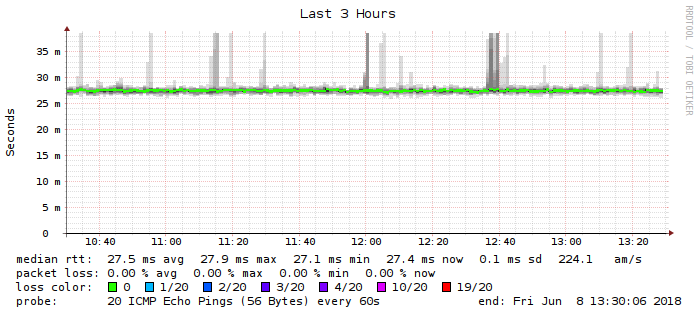 Last 3 Hours
RRDTOOL / TOBI OETIKER
Seconds
35 m
30 m
25 m
20 m
15 m
10 m
5 m
0
10:40 11:00 11:20 11:40 12:00 12:20 12:40 13:00 13:20
median rtt: 27.5 ms avg 27.9 ms max 27.1 ms min 27.4 ms now 0.1 ms sd 224.1 am/s
packet loss: 0.00 % avg 0.00 % max 0.00 % min 0.00 % now
loss color: 0 1/20 2/20 3/20 4/20 10/20 19/20
probe: 20 ICMP Echo Pings (56 Bytes) every 60s end: Fri Jun 8 13:30:06 2018